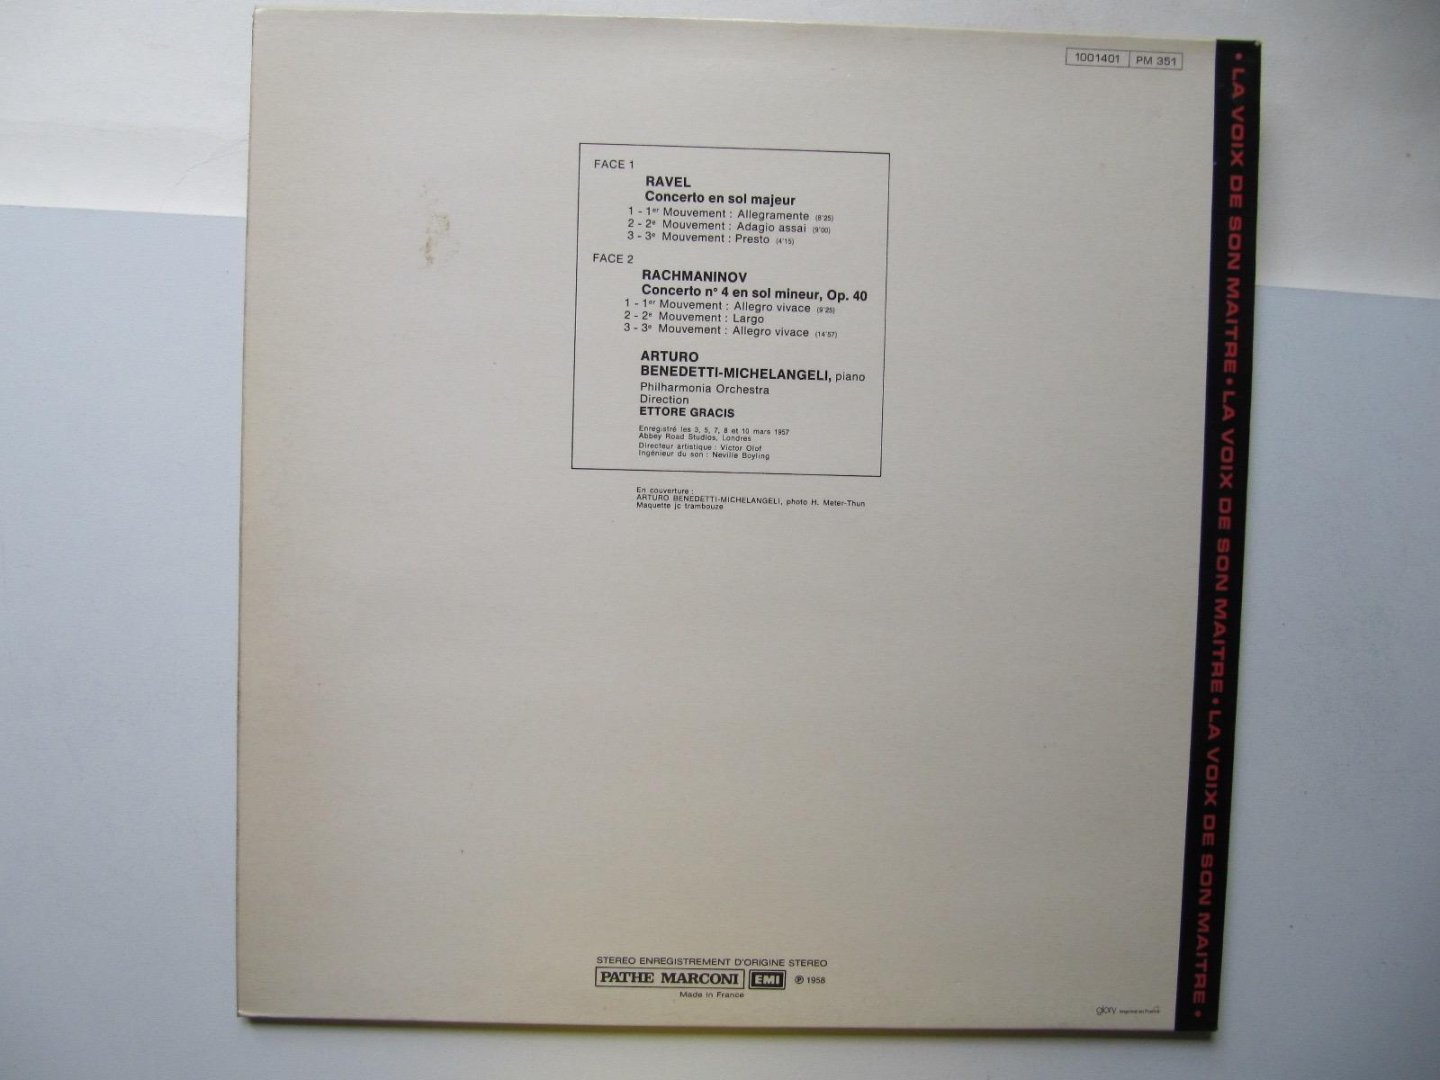 1001401 PM 351
FACE 1
RAVEL
Concerto en sol majeur
1 - 1er Mouvement : Allegramente (8'25)
2 - 2e Mouvement : Adagio assai (9'00)
3 - 3e Mouvement : Presto (4'15)
FACE 2
RACHMANINOV
Concerto n° 4 en sol mineur, Op. 40
1 - 1er Mouvement : Allegro vivace (9'25)
2 - 2e Mouvement : Largo
3 - 3e Mouvement : Allegro vivace (14'57)
ARTURO
BENEDETTI-MICHELANGELI, piano
Philharmonia Orchestra
Direction
ETTORE GRACIS
Enregistré les 3, 5, 7, 8 et 10 mars 1957
Abbey Road Studios, Londres
Directeur artistique : Victor Olof
Ingénieur du son : Neville Boyling
En couverture :
ARTURO BENEDETTI-MICHELANGELI, photo H. Meter-Thun
Maquette jc trambouze
STEREO ENREGISTREMENT D'ORIGINE STEREO
PATHE MARCONI EMI ℗ 1958
Made in France
glory
• LA VOIX DE SON MAITRE • LA VOIX DE SON MAITRE • LA VOIX DE SON MAITRE •